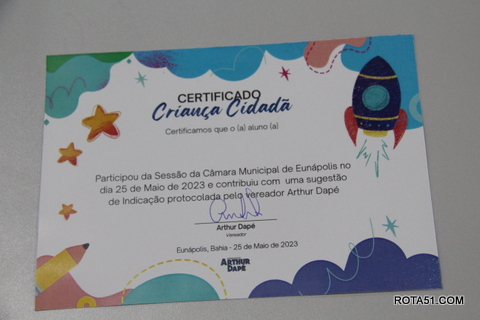 CERTIFICADO
Criança Cidadã
Certificamos que o (a) aluno (a)
Participou da Sessão da Câmara Municipal de Eunápolis no
dia 25 de Maio de 2023 e contribuiu com uma sugestão
de Indicação protocolada pelo Vereador Arthur Dapé
Arthur Dapé
Vereador
Eunápolis, Bahia - 25 de Maio de 2023
ARTHUR
DAPÉ
ROTA51.COM